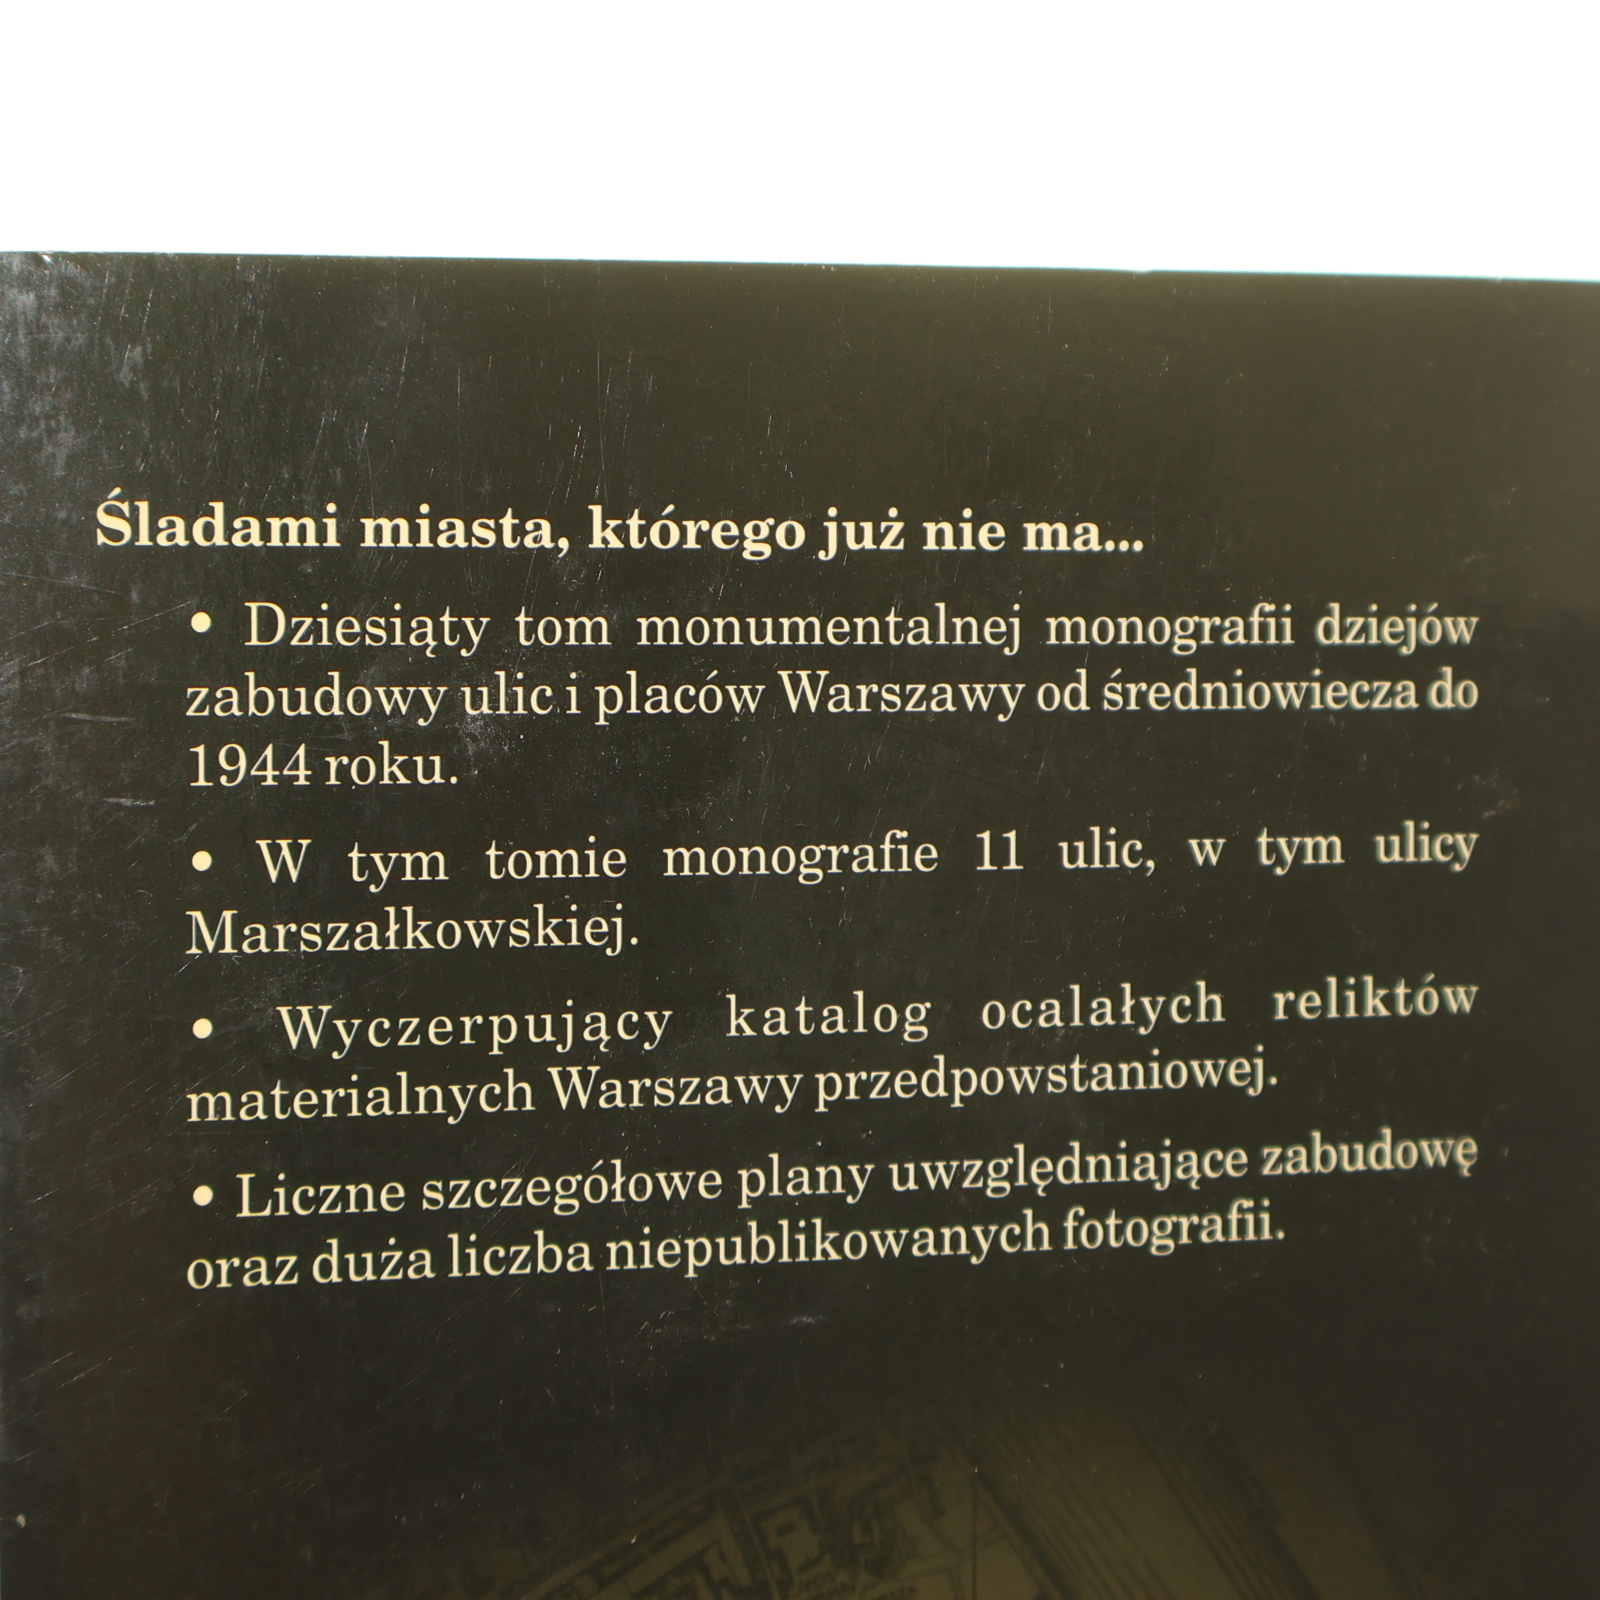 Śladami miasta, którego już nie ma...
• Dziesiąty tom monumentalnej monografii dziejów
zabudowy ulic i placów Warszawy od średniowiecza do
1944 roku.
• W tym tomie monografie 11 ulic, w tym ulicy
Marszałkowskiej.
• Wyczerpujący katalog ocalałych reliktów
materialnych Warszawy przedpowstaniowej.
• Liczne szczegółowe plany uwzględniające zabudowę
oraz duża liczba niepublikowanych fotografii.